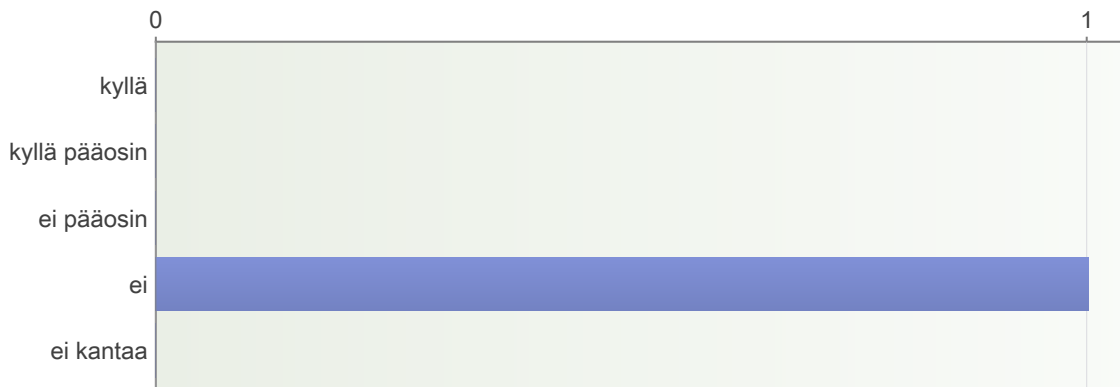 0 1
kyllä
kyllä pääosin
ei pääosin
ei
ei kantaa